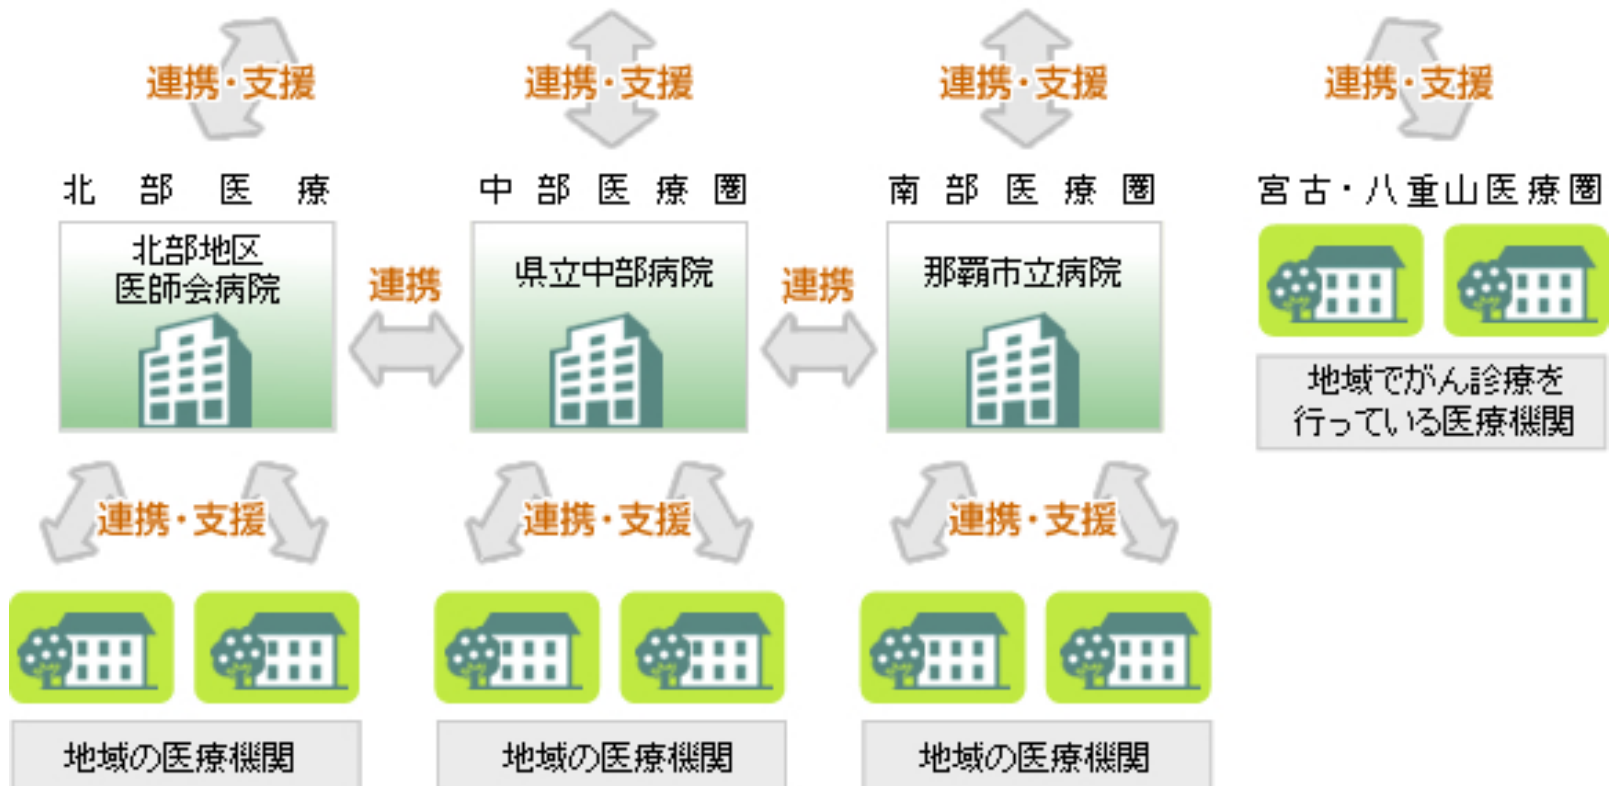 連携・支援
連携・支援
連携・支援
連携・支援
北部医療
中部医療圏
南部医療圏
宮古・八重山医療圏
北部地区
医師会病院
連携
県立中部病院
連携
那覇市立病院
地域でがん診療を
行っている医療機関
連携・支援
連携・支援
連携・支援
地域の医療機関
地域の医療機関
地域の医療機関